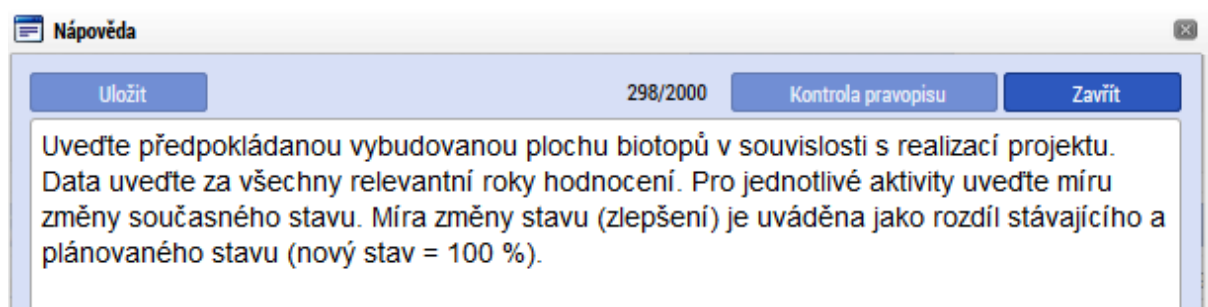 Nápověda
Uložit 298/2000 Kontrola pravopisu Zavřít
Uveďte předpokládanou vybudovanou plochu biotopů v souvislosti s realizací projektu.
Data uveďte za všechny relevantní roky hodnocení. Pro jednotlivé aktivity uveďte míru
změny současného stavu. Míra změny stavu (zlepšení) je uváděna jako rozdíl stávajícího a
plánovaného stavu (nový stav = 100 %).